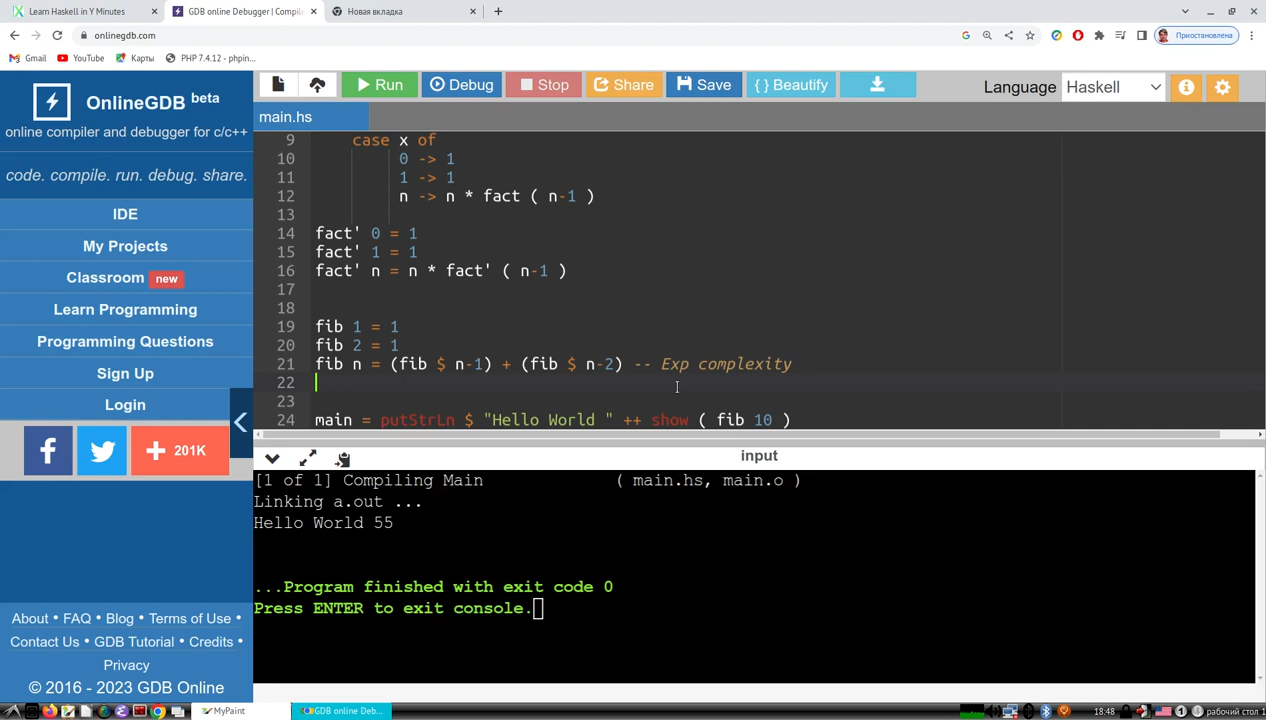 Learn Haskell in Y Minutes
GDB online Debugger | Compile
Новая вкладка
onlinegdb.com
Приостановлена
Gmail
YouTube
Карты
PHP 7.4.12 - phpin...
OnlineGDB beta
online compiler and debugger for c/c++
code. compile. run. debug. share.
IDE
My Projects
Classroom new
Learn Programming
Programming Questions
Sign Up
Login
201K
About • FAQ • Blog • Terms of Use •
Contact Us • GDB Tutorial • Credits •
Privacy
© 2016 - 2023 GDB Online
Run
Debug
Stop
Share
Save
{ } Beautify
Language
Haskell
main.hs
9 case x of
10 0 -> 1
11 1 -> 1
12 n -> n * fact ( n-1 )
13
14 fact' 0 = 1
15 fact' 1 = 1
16 fact' n = n * fact' ( n-1 )
17
18
19 fib 1 = 1
20 fib 2 = 1
21 fib n = (fib $ n-1) + (fib $ n-2) -- Exp complexity
22
23
24 main = putStrLn $ "Hello World " ++ show ( fib 10 )
input
[1 of 1] Compiling Main ( main.hs, main.o )
Linking a.out ...
Hello World 55
...Program finished with exit code 0
Press ENTER to exit console.
MyPaint
GDB online Deb...
18:48
рабочий стол 1